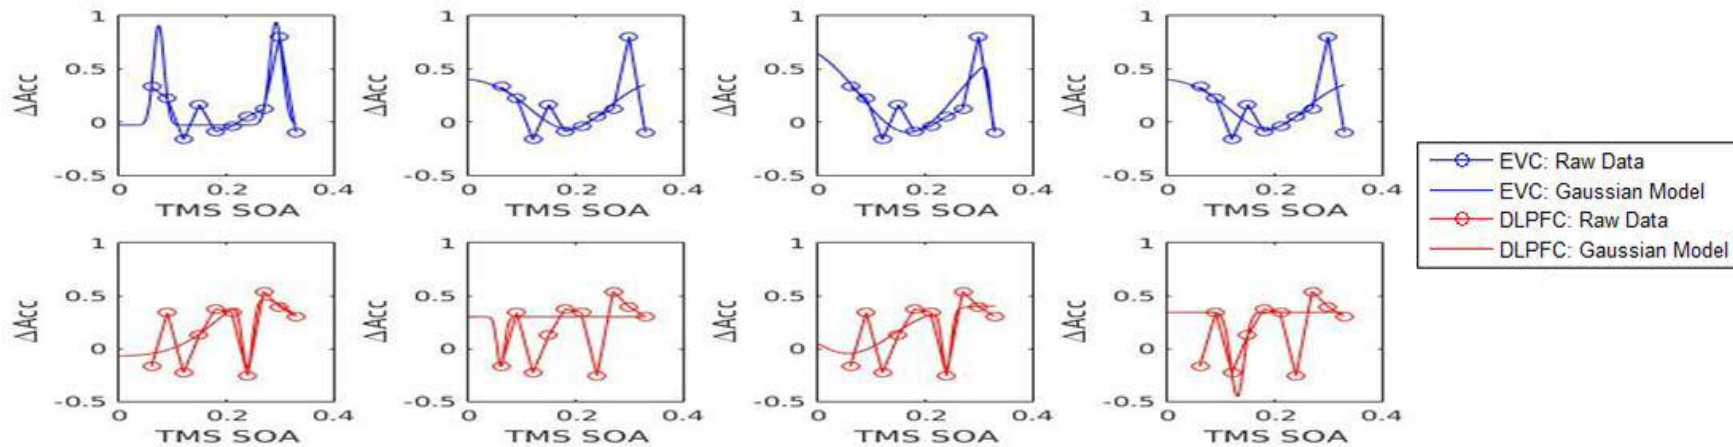 1
1
1
1
0.5
0.5
0.5
0.5
ΔAcc
ΔAcc
ΔAcc
ΔAcc
0
0
0
0
-0.5
-0.5
-0.5
-0.5
0 0.2 0.4
0 0.2 0.4
0 0.2 0.4
0 0.2 0.4
TMS SOA
TMS SOA
TMS SOA
TMS SOA
EVC: Raw Data
EVC: Gaussian Model
DLPFC: Raw Data
DLPFC: Gaussian Model
1
1
1
1
0.5
0.5
0.5
0.5
ΔAcc
ΔAcc
ΔAcc
ΔAcc
0
0
0
0
-0.5
-0.5
-0.5
-0.5
0 0.2 0.4
0 0.2 0.4
0 0.2 0.4
0 0.2 0.4
TMS SOA
TMS SOA
TMS SOA
TMS SOA